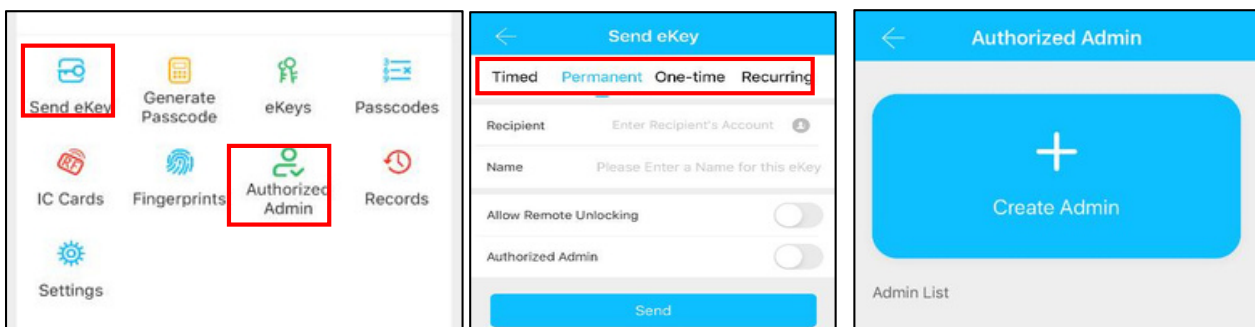 Send eKey
Generate
Passcode
eKeys
Passcodes
RF
IC Cards
Fingerprints
Authorized
Admin
Records
Settings
Send eKey
Timed Permanent One-time Recurring
Recipient Enter Recipient's Account
Name Please Enter a Name for this eKey
Allow Remote Unlocking
Authorized Admin
Send
Authorized Admin
Create Admin
Admin List